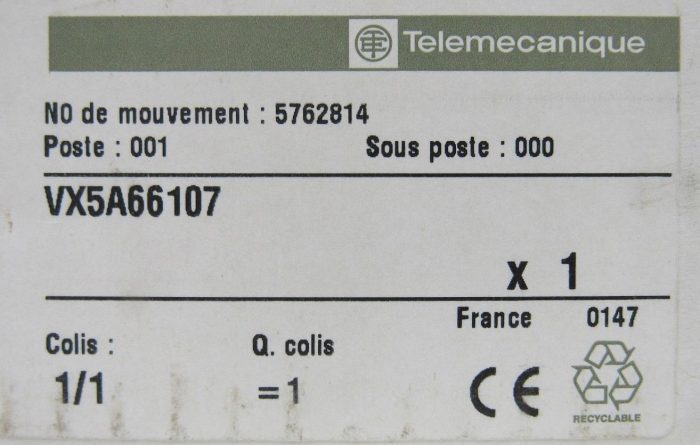 Telemecanique
N0 de mouvement : 5762814
Poste : 001 Sous poste : 000
VX5A66107
x 1
France 0147
Colis : Q. colis
1/1 =1
CE
RECYCLABLE